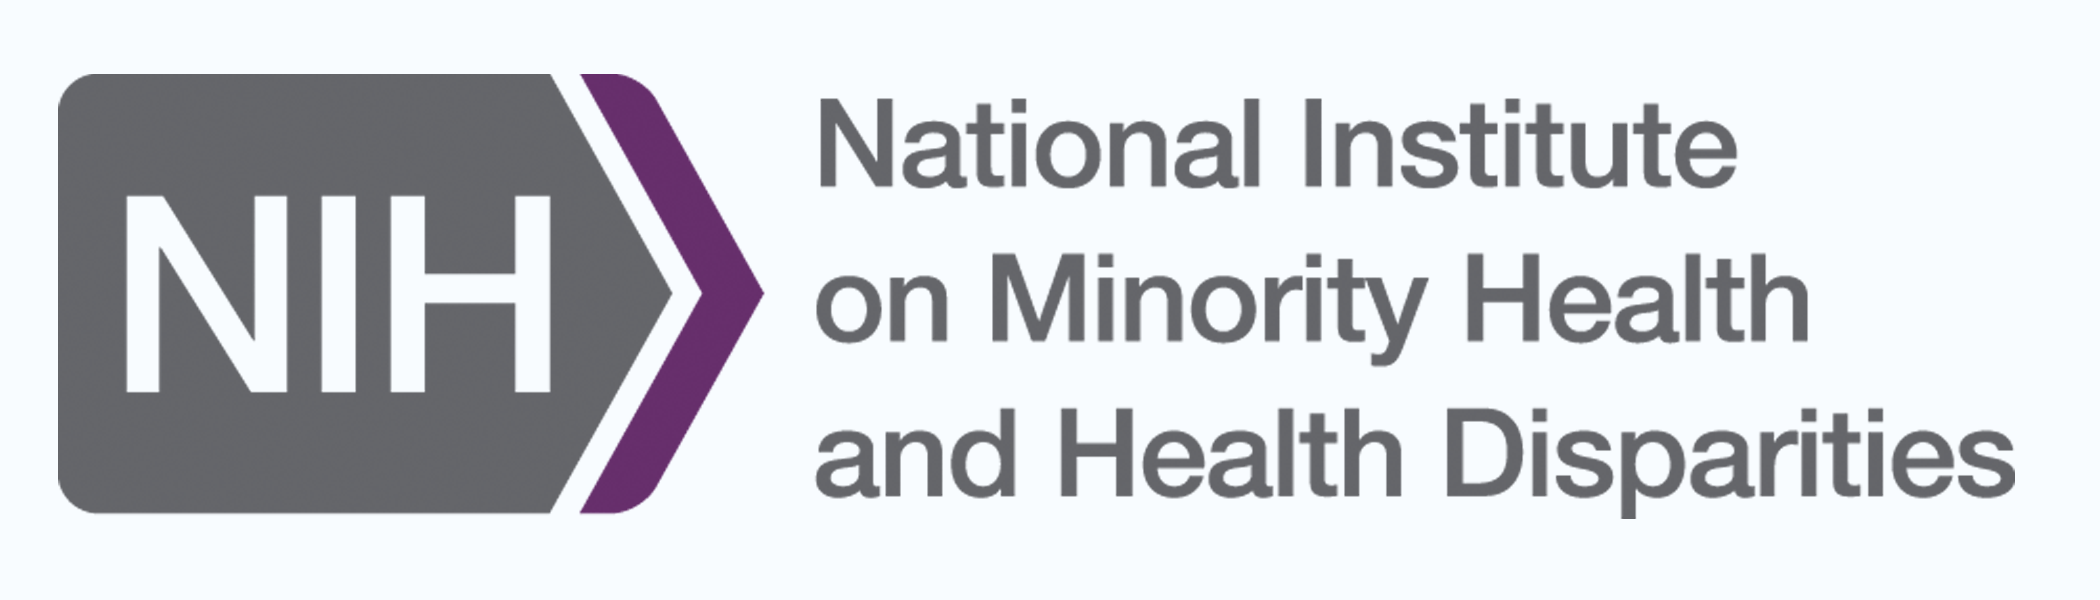 NIH
National Institute
on Minority Health
and Health Disparities